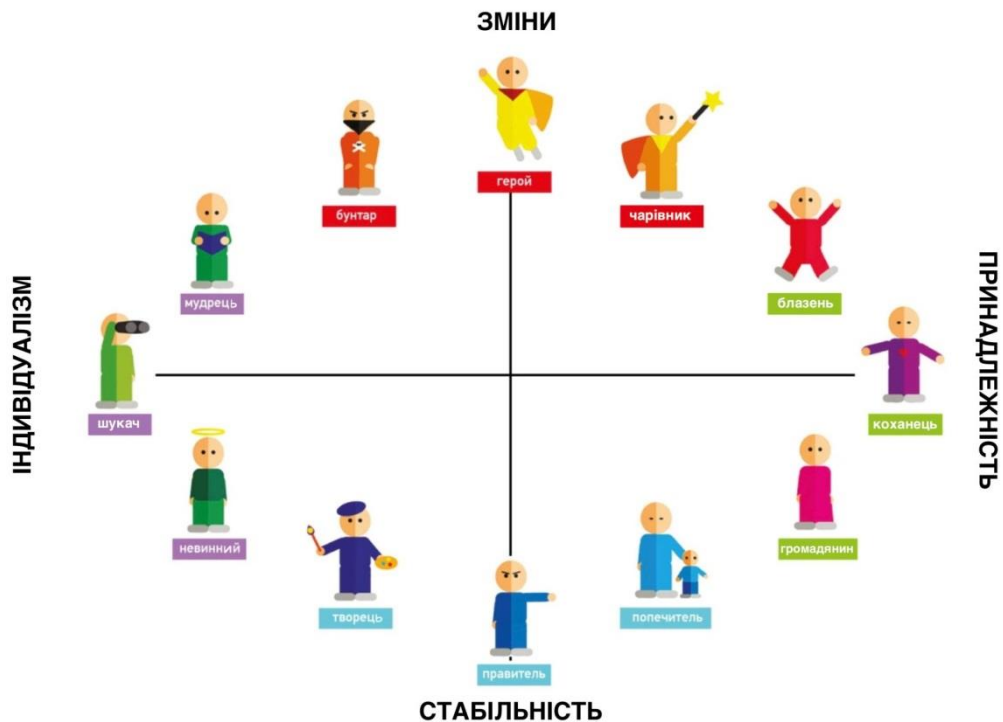 ЗМІНИ
герой
бунтар
чарівник
мудрець
блазень
ІНДИВІДУАЛІЗМ
ПРИНАДЛЕЖНІСТЬ
шукач
коханець
невинний
громадянин
творець
попечитель
правитель
СТАБІЛЬНІСТЬ